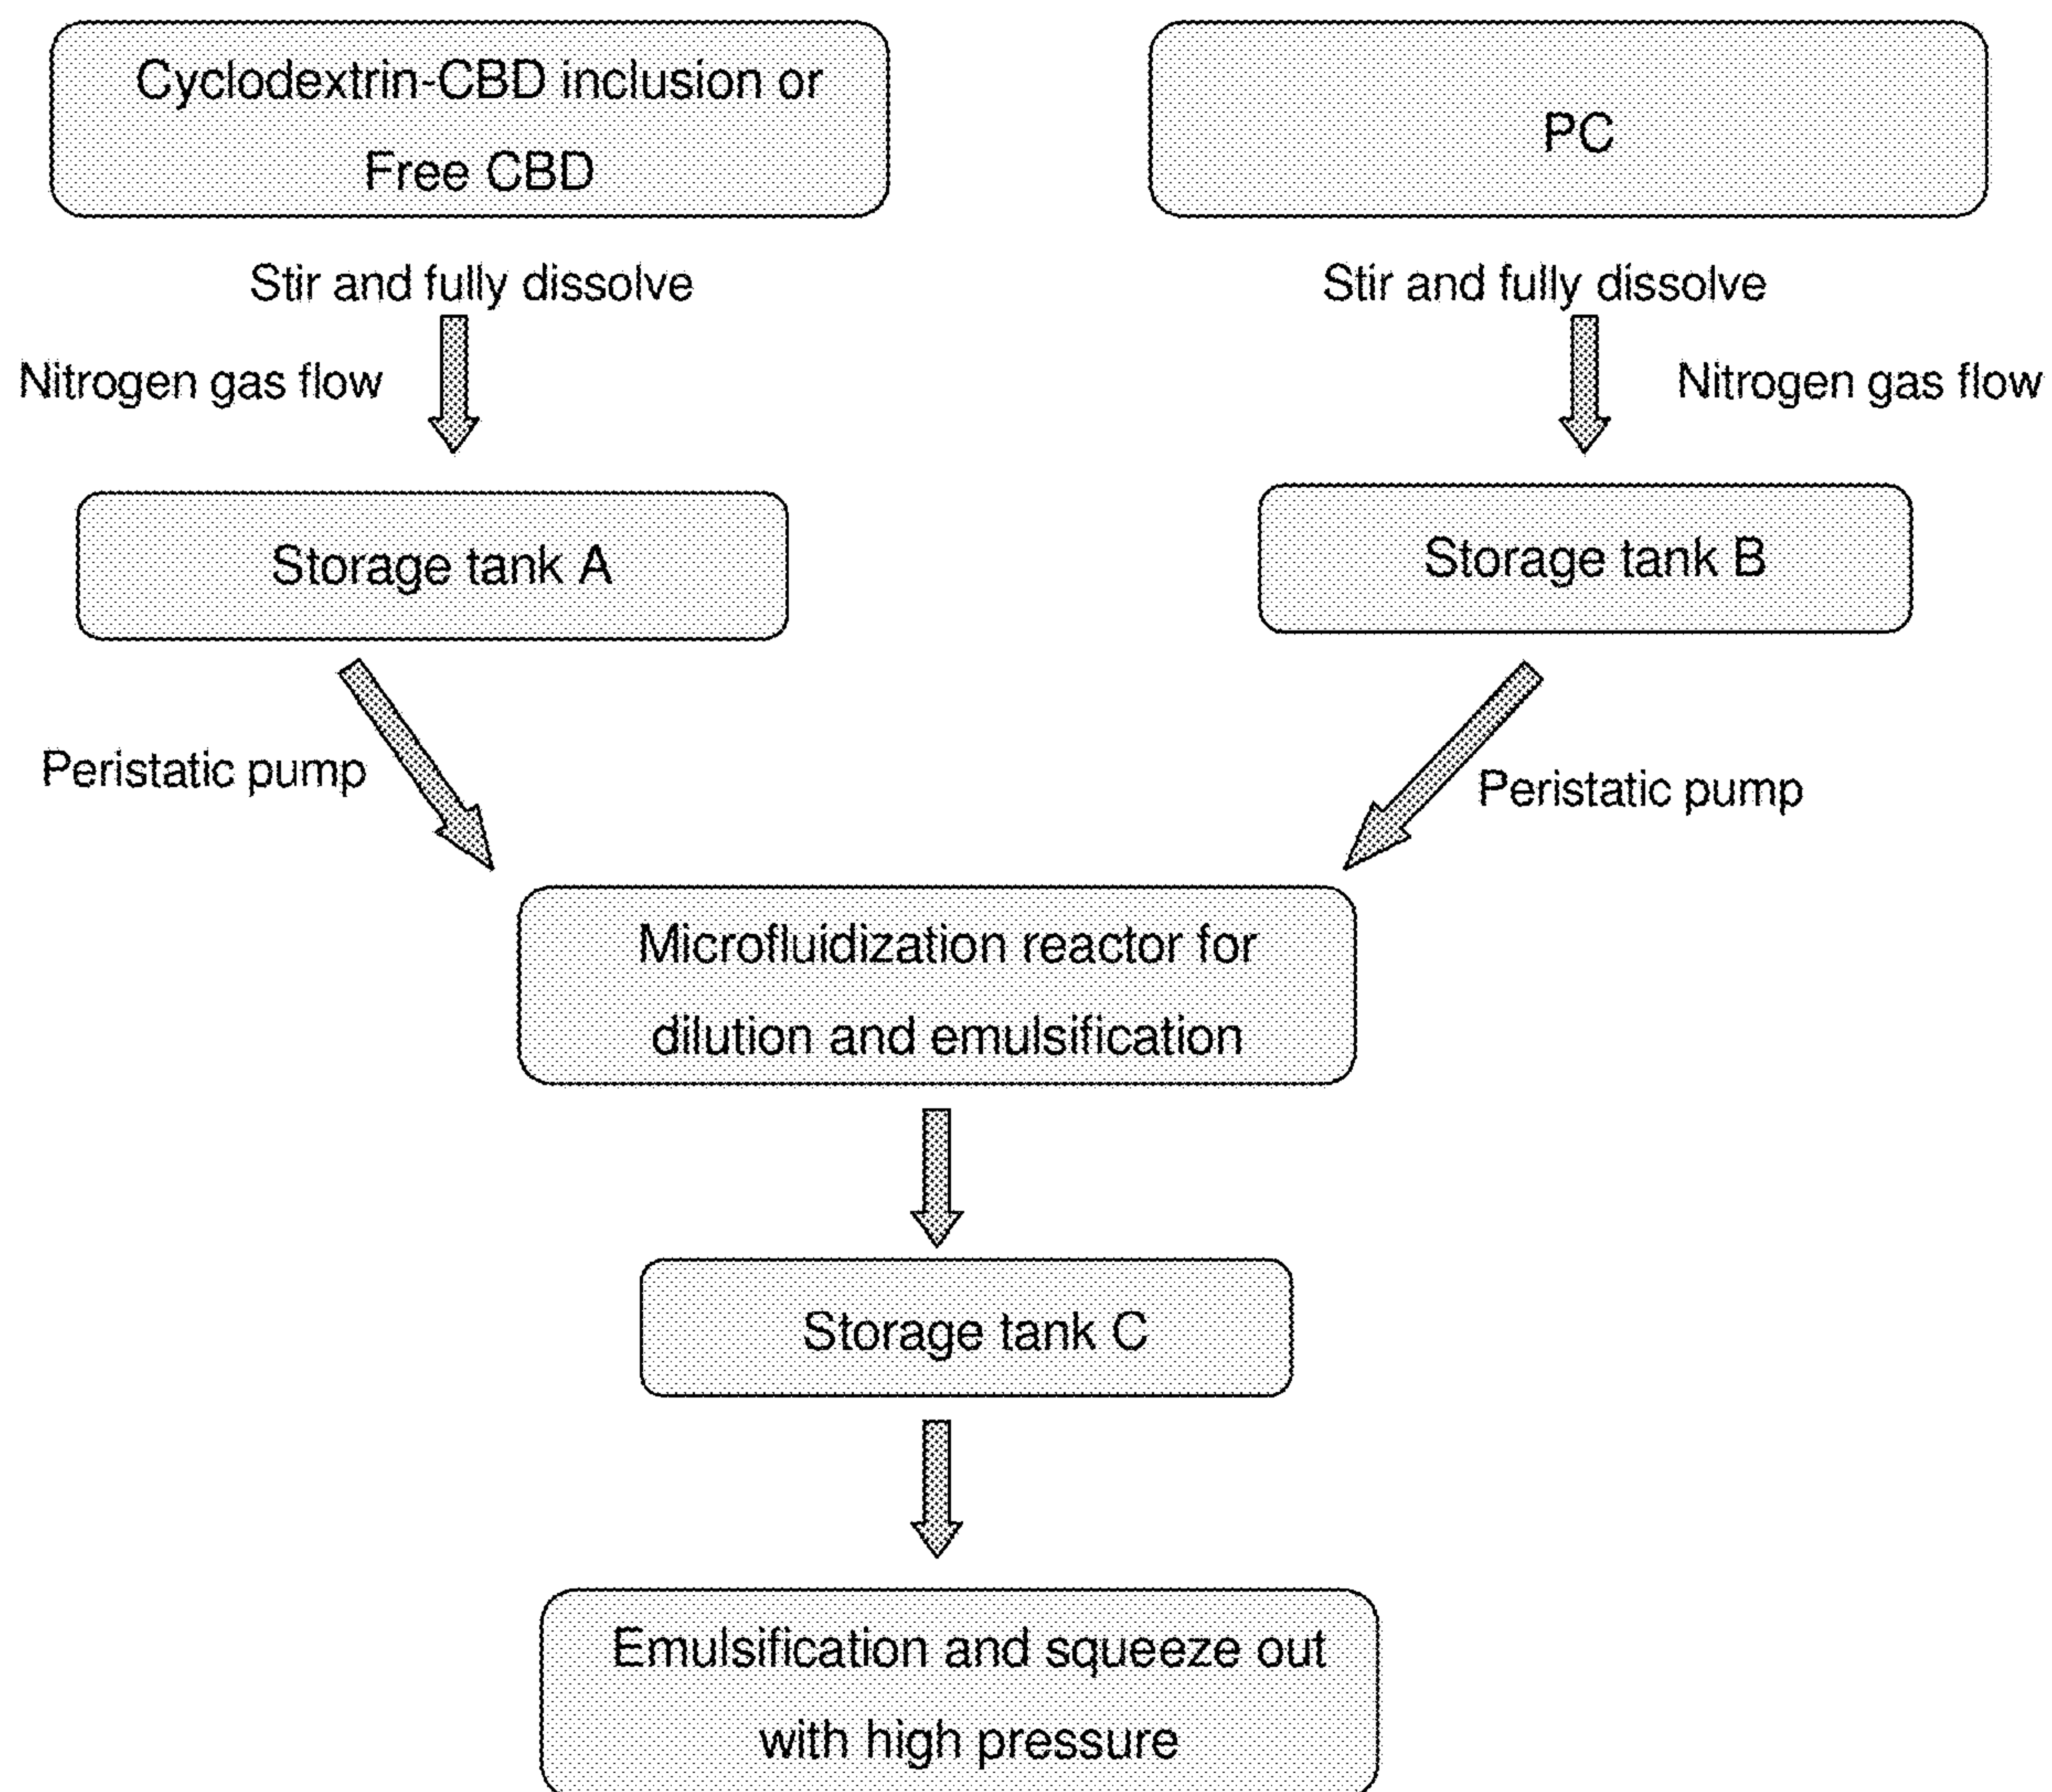 Cyclodextrin-CBD inclusion or
Free CBD
PC
Stir and fully dissolve
Stir and fully dissolve
Nitrogen gas flow
Nitrogen gas flow
Storage tank A
Storage tank B
Peristatic pump
Peristatic pump
Microfluidization reactor for
dilution and emulsification
Storage tank C
Emulsification and squeeze out
with high pressure